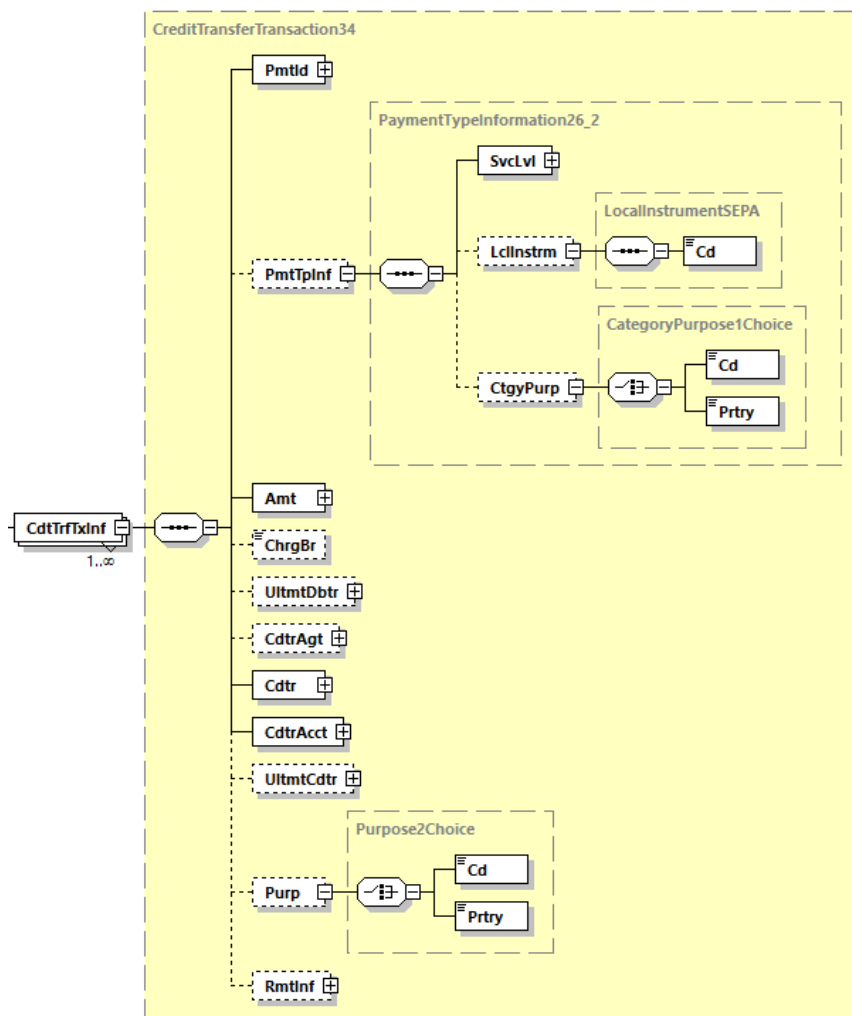 CreditTransferTransaction34
PmtId
PaymentTypeInformation26_2
SvcLvl
LocalInstrumentSEPA
LclInstrm
Cd
PmtTpInf
CategoryPurpose1Choice
Cd
CtgyPurp
Prtry
Amt
CdtTrfTxInf
1..∞
ChrgBr
UltmtDbtr
CdtrAgt
Cdtr
CdtrAcct
UltmtCdtr
Purpose2Choice
Cd
Purp
Prtry
RmtInf